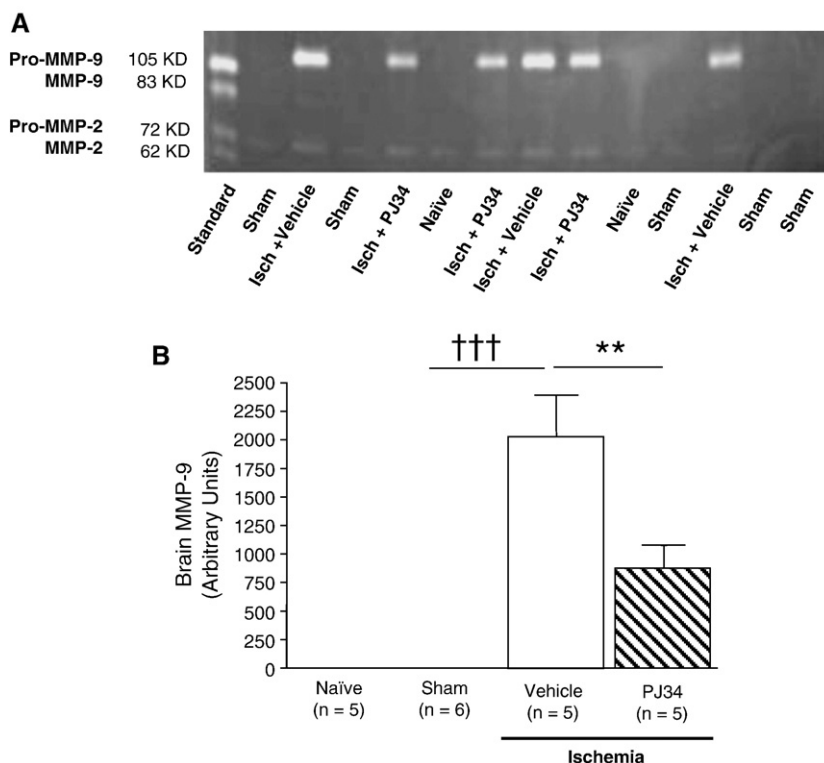 A
Pro-MMP-9 105 KD
MMP-9 83 KD
Pro-MMP-2 72 KD
MMP-2 62 KD
Standard
Sham
Isch +Vehicle
Sham
Isch + PJ34
Naïve
Isch + PJ34
Isch + Vehicle
Isch + PJ34
Naïve
Sham
Isch + Vehicle
Sham
Sham
B
††† **
Brain MMP-9
(Arbitrary Units)
2500
2250
2000
1750
1500
1250
1000
750
500
250
0
Naïve Sham Vehicle PJ34
(n = 5) (n = 6) (n = 5) (n = 5)
Ischemia